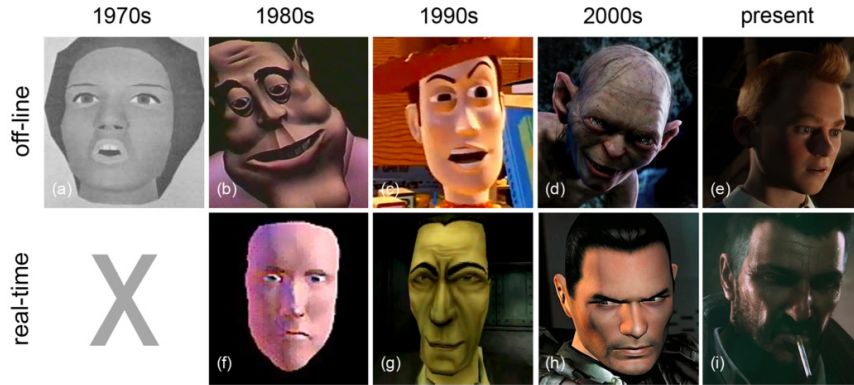 1970s 1980s 1990s 2000s present
off-line
(a) (b) (c) (d) (e)
real-time
X
(f) (g) (h) (i)